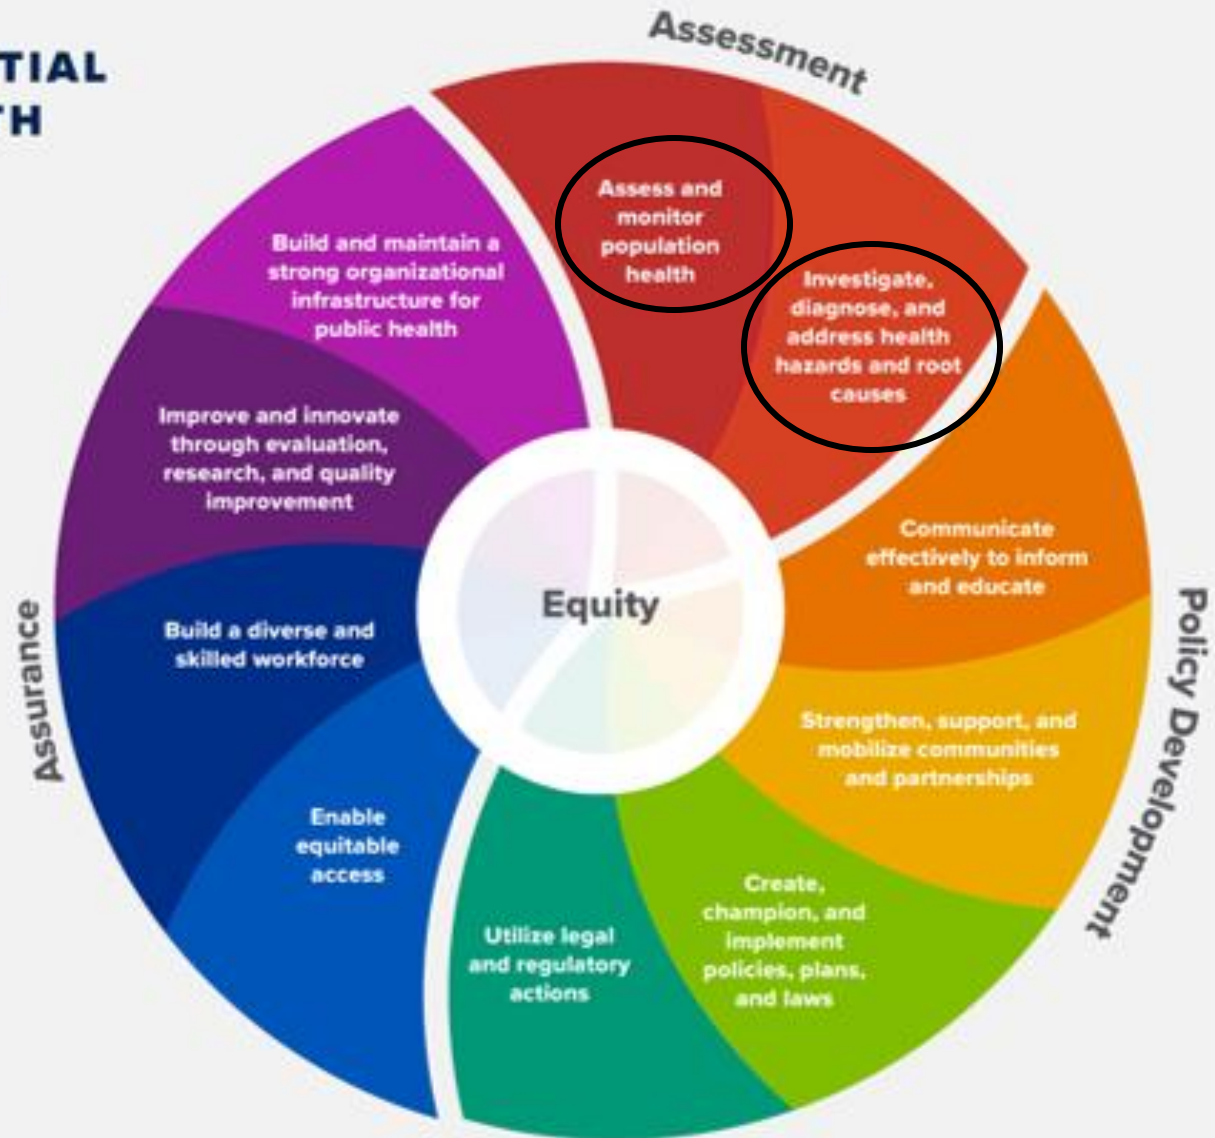 TIAL
TH
Assessment
Assess and
monitor
population
health
Investigate,
diagnose, and
address health
hazards and root
causes
Communicate
effectively to inform
and educate
Policy Development
Strengthen, support, and
mobilize communities
and partnerships
Create,
champion, and
implement
policies, plans,
and laws
Utilize legal
and regulatory
actions
Enable
equitable
access
Assurance
Build a diverse and
skilled workforce
Improve and innovate
through evaluation,
research, and quality
improvement
Build and maintain a
strong organizational
infrastructure for
public health
Equity